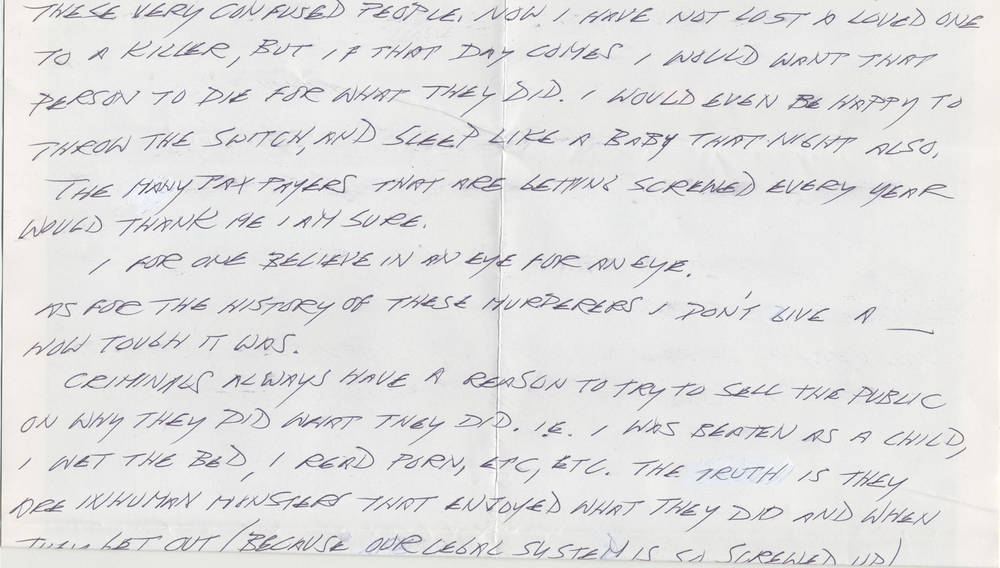 THESE VERY CONFUSED PEOPLE. NOW I HAVE NOT LOST A LOVED ONE
TO A KILLER, BUT IF THAT DAY COMES I WOULD WANT THAT
PERSON TO DIE FOR WHAT THEY DID. I WOULD EVEN BE HAPPY TO
THROW THE SWITCH, AND SLEEP LIKE A BABY THAT NIGHT ALSO.
THE MANY TAX PAYERS THAT ARE GETTING SCREWED EVERY YEAR
WOULD THANK ME I AM SURE.
I FOR ONE BELIEVE IN AN EYE FOR AN EYE.
AS FOR THE HISTORY OF THESE MURDERERS I DON'T GIVE A __
HOW TOUGH IT WAS.
CRIMINALS ALWAYS HAVE A REASON TO TRY TO SELL THE PUBLIC
ON WHY THEY DID WHAT THEY DID. I.E. I WAS BEATEN AS A CHILD,
I WET THE BED, I READ PORN, ETC, ETC. THE TRUTH IS THEY
ARE INHUMAN MONSTERS THAT ENJOYED WHAT THEY DID AND WHEN
THEY GET OUT (BECAUSE OUR LEGAL SYSTEM IS SO SCREWED UP)